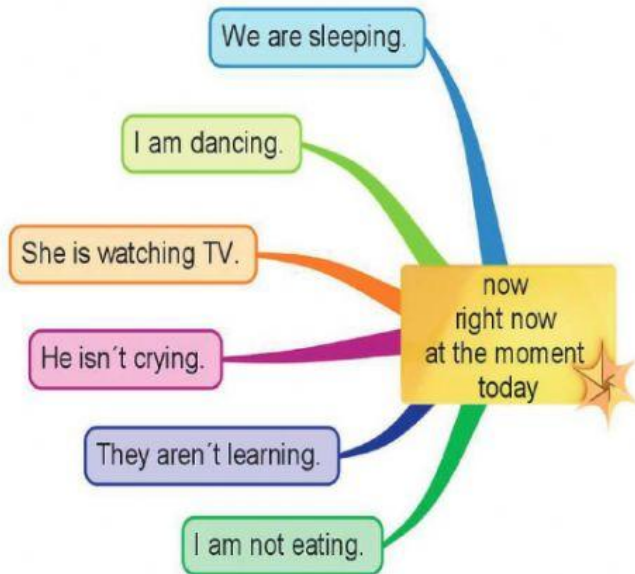 We are sleeping.
I am dancing.
She is watching TV.
He isn´t crying.
They aren´t learning.
I am not eating.
now
right now
at the moment
today